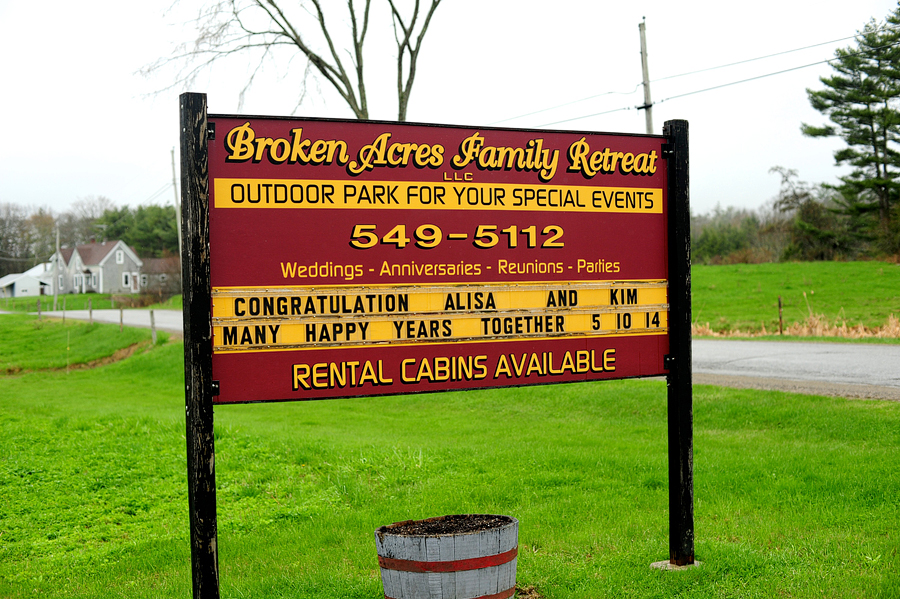 Broken Acres Family Retreat
LLC
OUTDOOR PARK FOR YOUR SPECIAL EVENTS
549-5112
Weddings - Anniversaries - Reunions - Parties
CONGRATULATION ALISA AND KIM
MANY HAPPY YEARS TOGETHER 5 10 14
RENTAL CABINS AVAILABLE